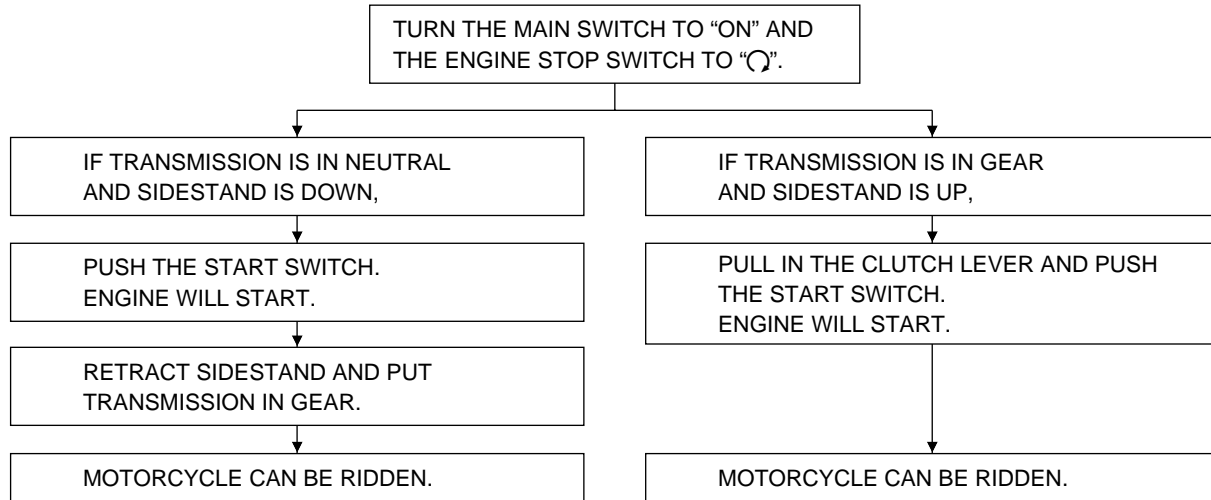 TURN THE MAIN SWITCH TO “ON” AND
THE ENGINE STOP SWITCH TO “”.
IF TRANSMISSION IS IN NEUTRAL
AND SIDESTAND IS DOWN,
PUSH THE START SWITCH.
ENGINE WILL START.
RETRACT SIDESTAND AND PUT
TRANSMISSION IN GEAR.
MOTORCYCLE CAN BE RIDDEN.
IF TRANSMISSION IS IN GEAR
AND SIDESTAND IS UP,
PULL IN THE CLUTCH LEVER AND PUSH
THE START SWITCH.
ENGINE WILL START.
MOTORCYCLE CAN BE RIDDEN.